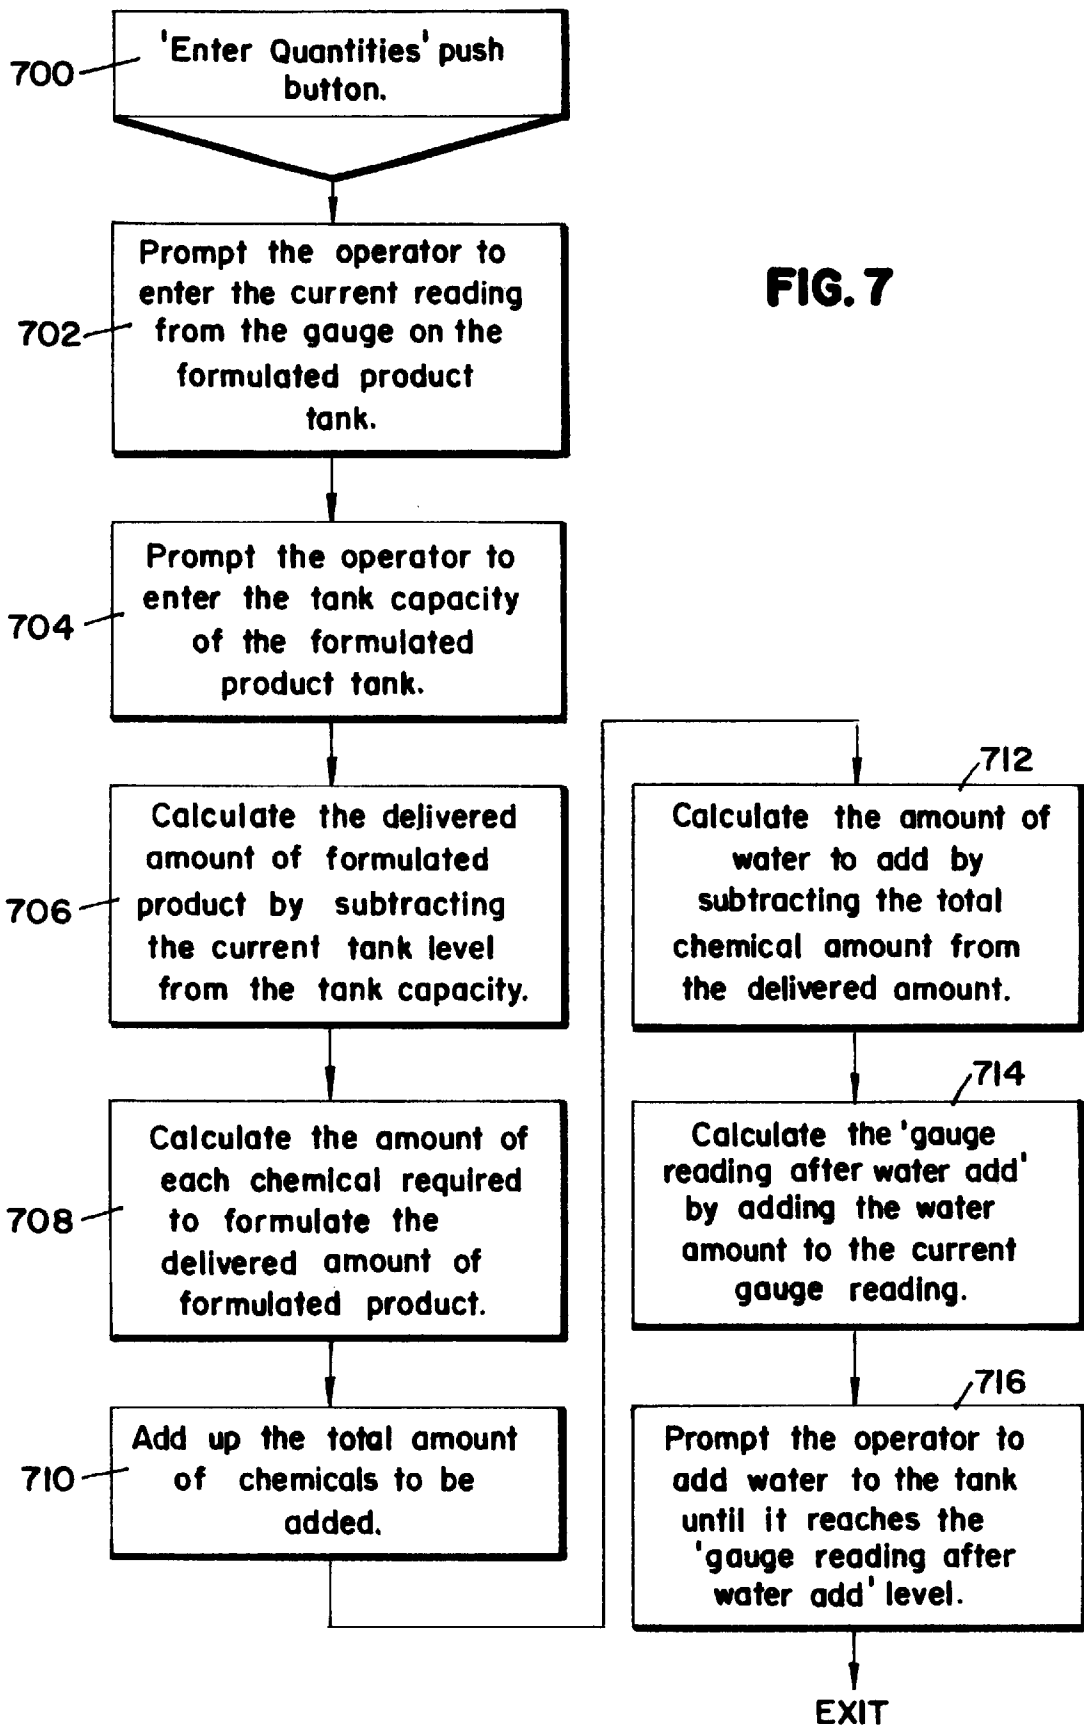 700
'Enter Quantities' push
button.
702
Prompt the operator to
enter the current reading
from the gauge on the
formulated product
tank.
FIG. 7
704
Prompt the operator to
enter the tank capacity
of the formulated
product tank.
706
Calculate the delivered
amount of formulated
product by subtracting
the current tank level
from the tank capacity.
708
Calculate the amount of
each chemical required
to formulate the
delivered amount of
formulated product.
710
Add up the total amount
of chemicals to be
added.
712
Calculate the amount of
water to add by
subtracting the total
chemical amount from
the delivered amount.
714
Calculate the 'gauge
reading after water add'
by adding the water
amount to the current
gauge reading.
716
Prompt the operator to
add water to the tank
until it reaches the
'gauge reading after
water add' level.
EXIT